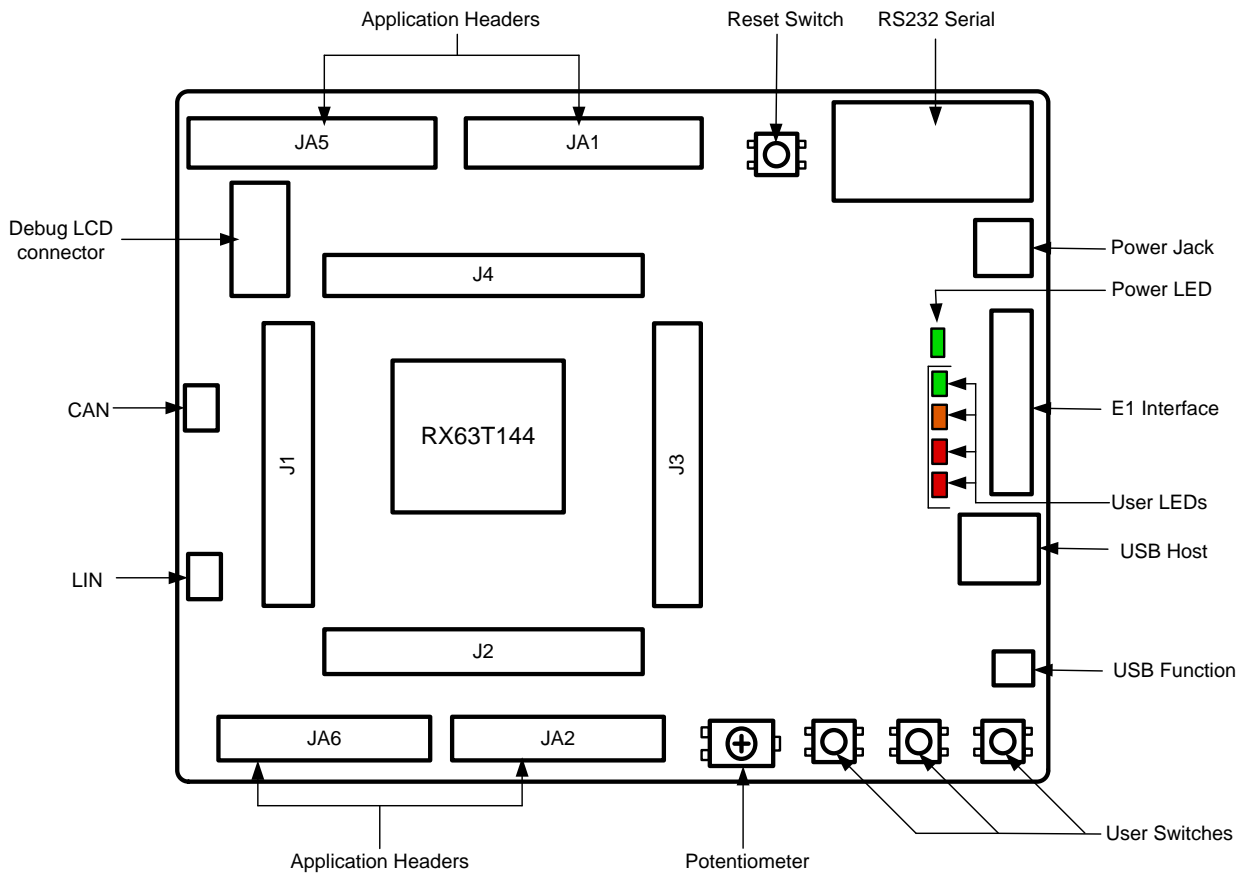 Application Headers
Reset Switch
RS232 Serial
JA5
JA1
Debug LCD
connector
Power Jack
J4
Power LED
CAN
RX63T144
E1 Interface
J1
J3
User LEDs
USB Host
LIN
J2
USB Function
JA6
JA2
User Switches
Application Headers
Potentiometer